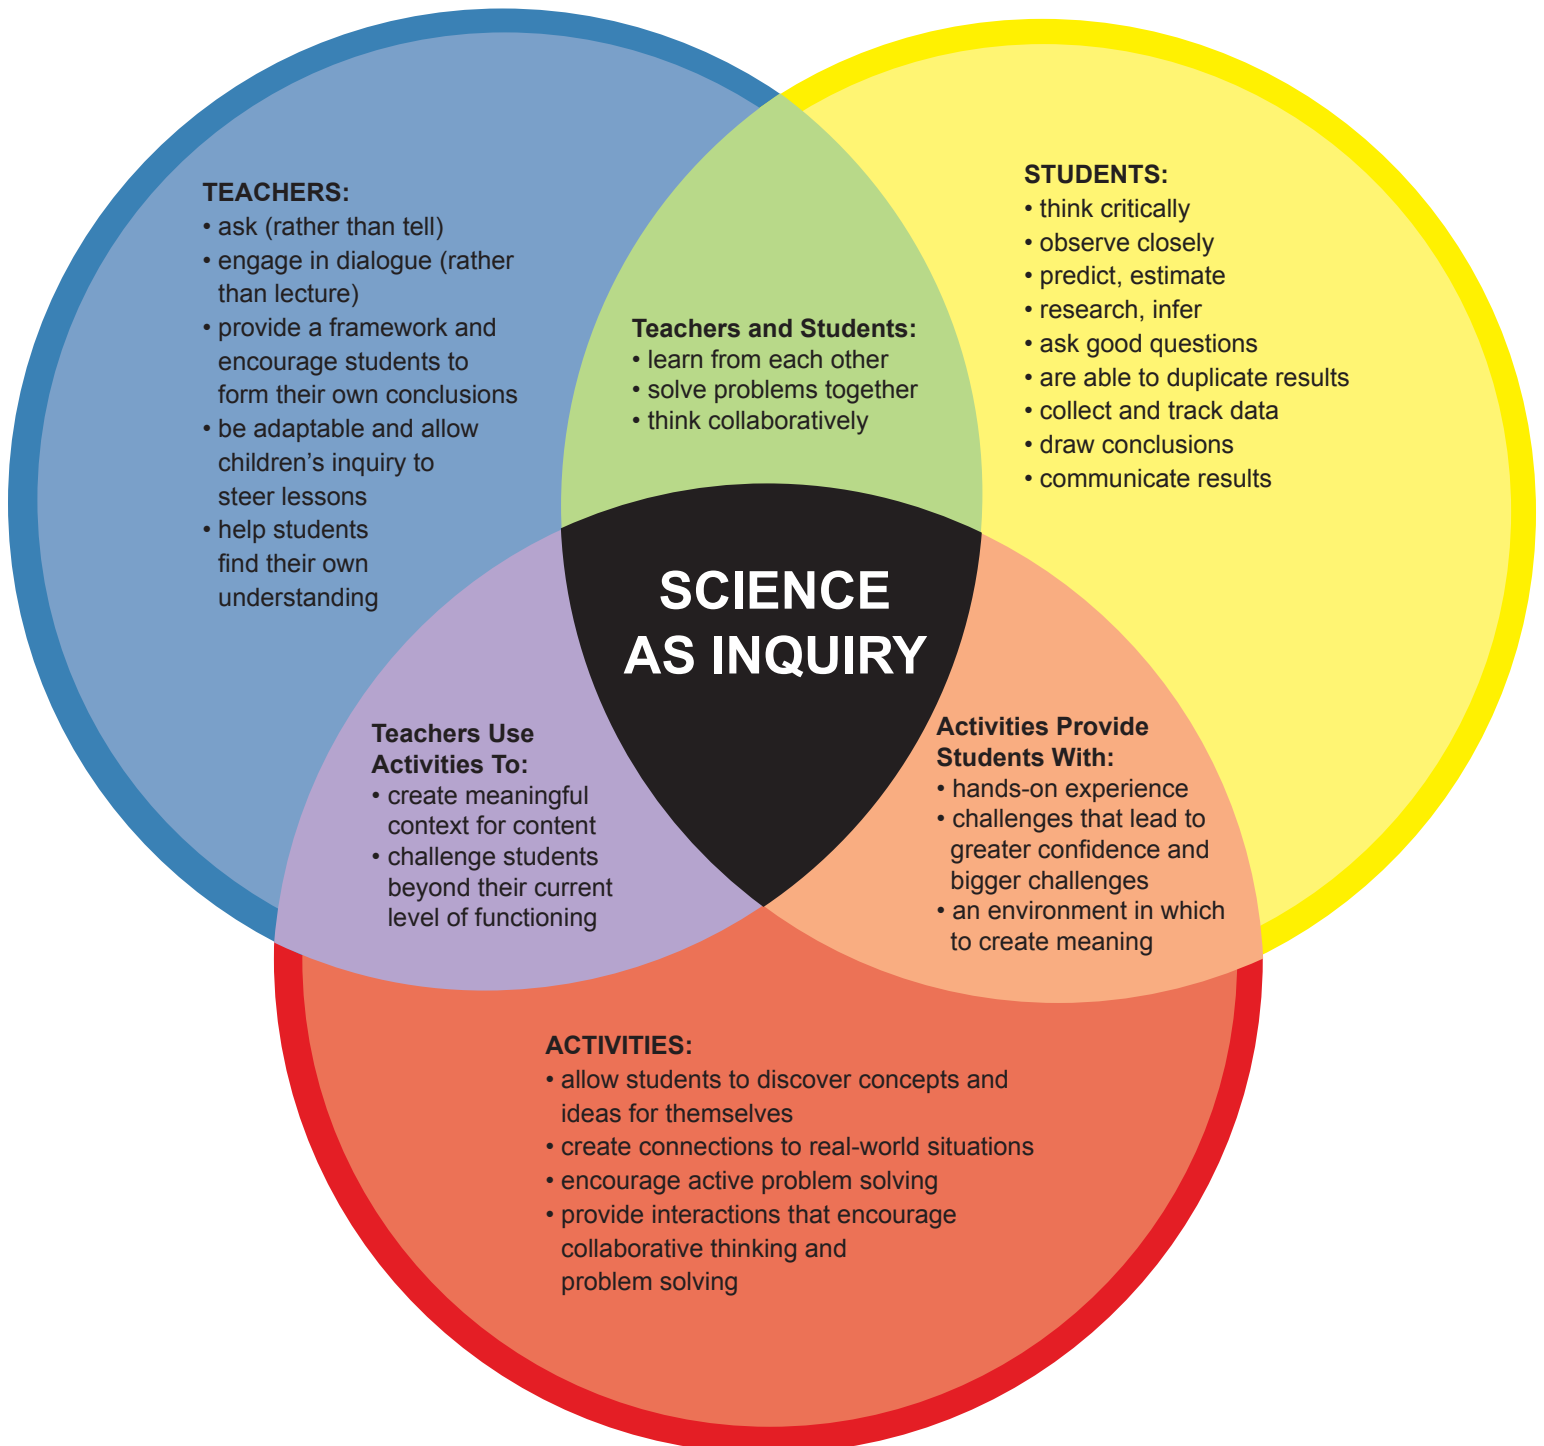 TEACHERS:
• ask (rather than tell)
• engage in dialogue (rather
than lecture)
• provide a framework and
encourage students to
form their own conclusions
• be adaptable and allow
children’s inquiry to
steer lessons
• help students
find their own
understanding
Teachers and Students:
• learn from each other
• solve problems together
• think collaboratively
STUDENTS:
• think critically
• observe closely
• predict, estimate
• research, infer
• ask good questions
• are able to duplicate results
• collect and track data
• draw conclusions
• communicate results
SCIENCE
AS INQUIRY
Teachers Use
Activities To:
• create meaningful
context for content
• challenge students
beyond their current
level of functioning
Activities Provide
Students With:
• hands-on experience
• challenges that lead to
greater confidence and
bigger challenges
• an environment in which
to create meaning
ACTIVITIES:
• allow students to discover concepts and
ideas for themselves
• create connections to real-world situations
• encourage active problem solving
• provide interactions that encourage
collaborative thinking and
problem solving